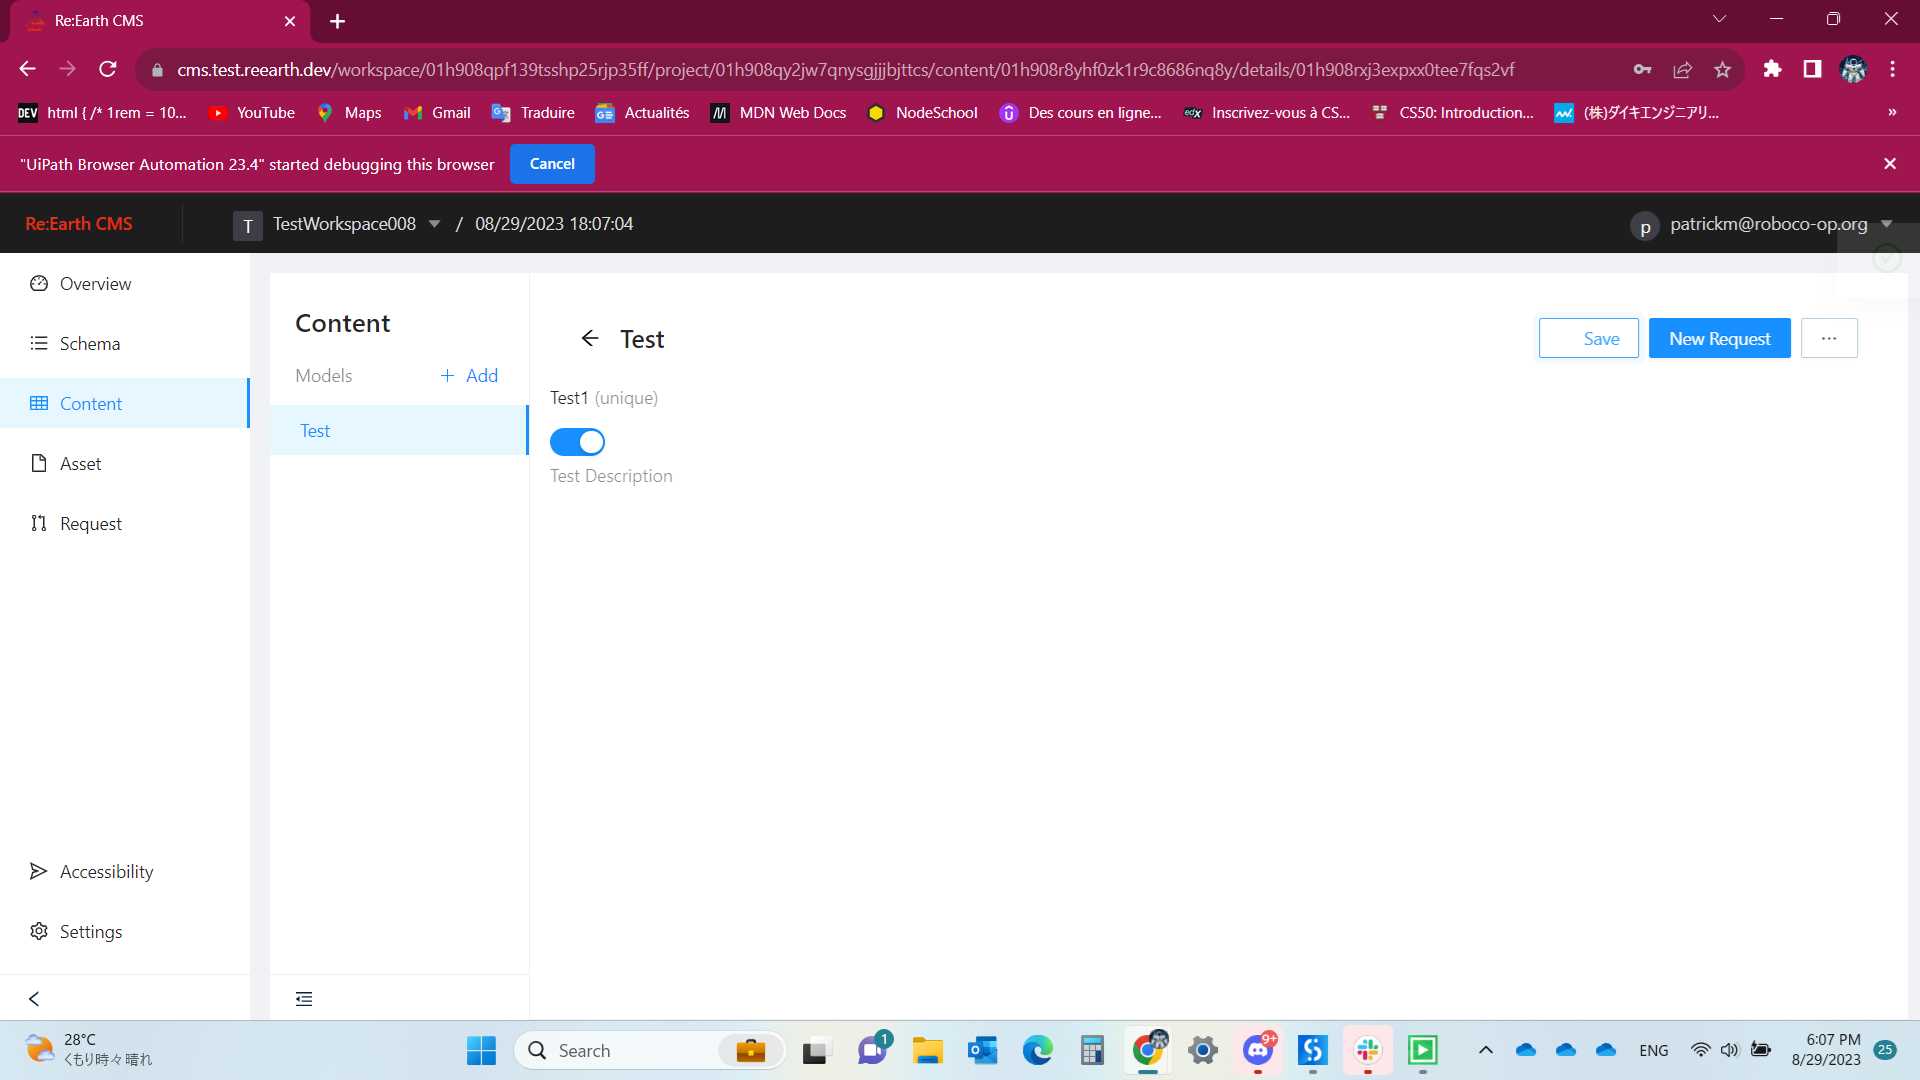 Re:Earth CMS
cms.test.reearth.dev/workspace/01h908qpf139tsshp25rjp35ff/project/01h908qy2jw7qnysgjjjbjttcs/content/01h908r8yhf0zk1r9c8686nq8y/details/01h908rxj3expxx0tee7fqs2vf
DEV html { /* 1rem = 10... YouTube Maps Gmail Traduire Actualités MDN Web Docs NodeSchool Des cours en ligne... edX Inscrivez-vous à CS... CS50: Introduction... (株)ダイキエンジニアリ... »
"UiPath Browser Automation 23.4" started debugging this browser Cancel
Re:Earth CMS T TestWorkspace008 / 08/29/2023 18:07:04 p patrickm@roboco-op.org
Overview
Schema
Content
Asset
Request
Accessibility
Settings
Content
Models + Add
Test
Test
Save New Request ...
Test1 (unique)
Test Description
28°C
くもり時々晴れ
Search
1
9+
ENG
6:07 PM
8/29/2023
25